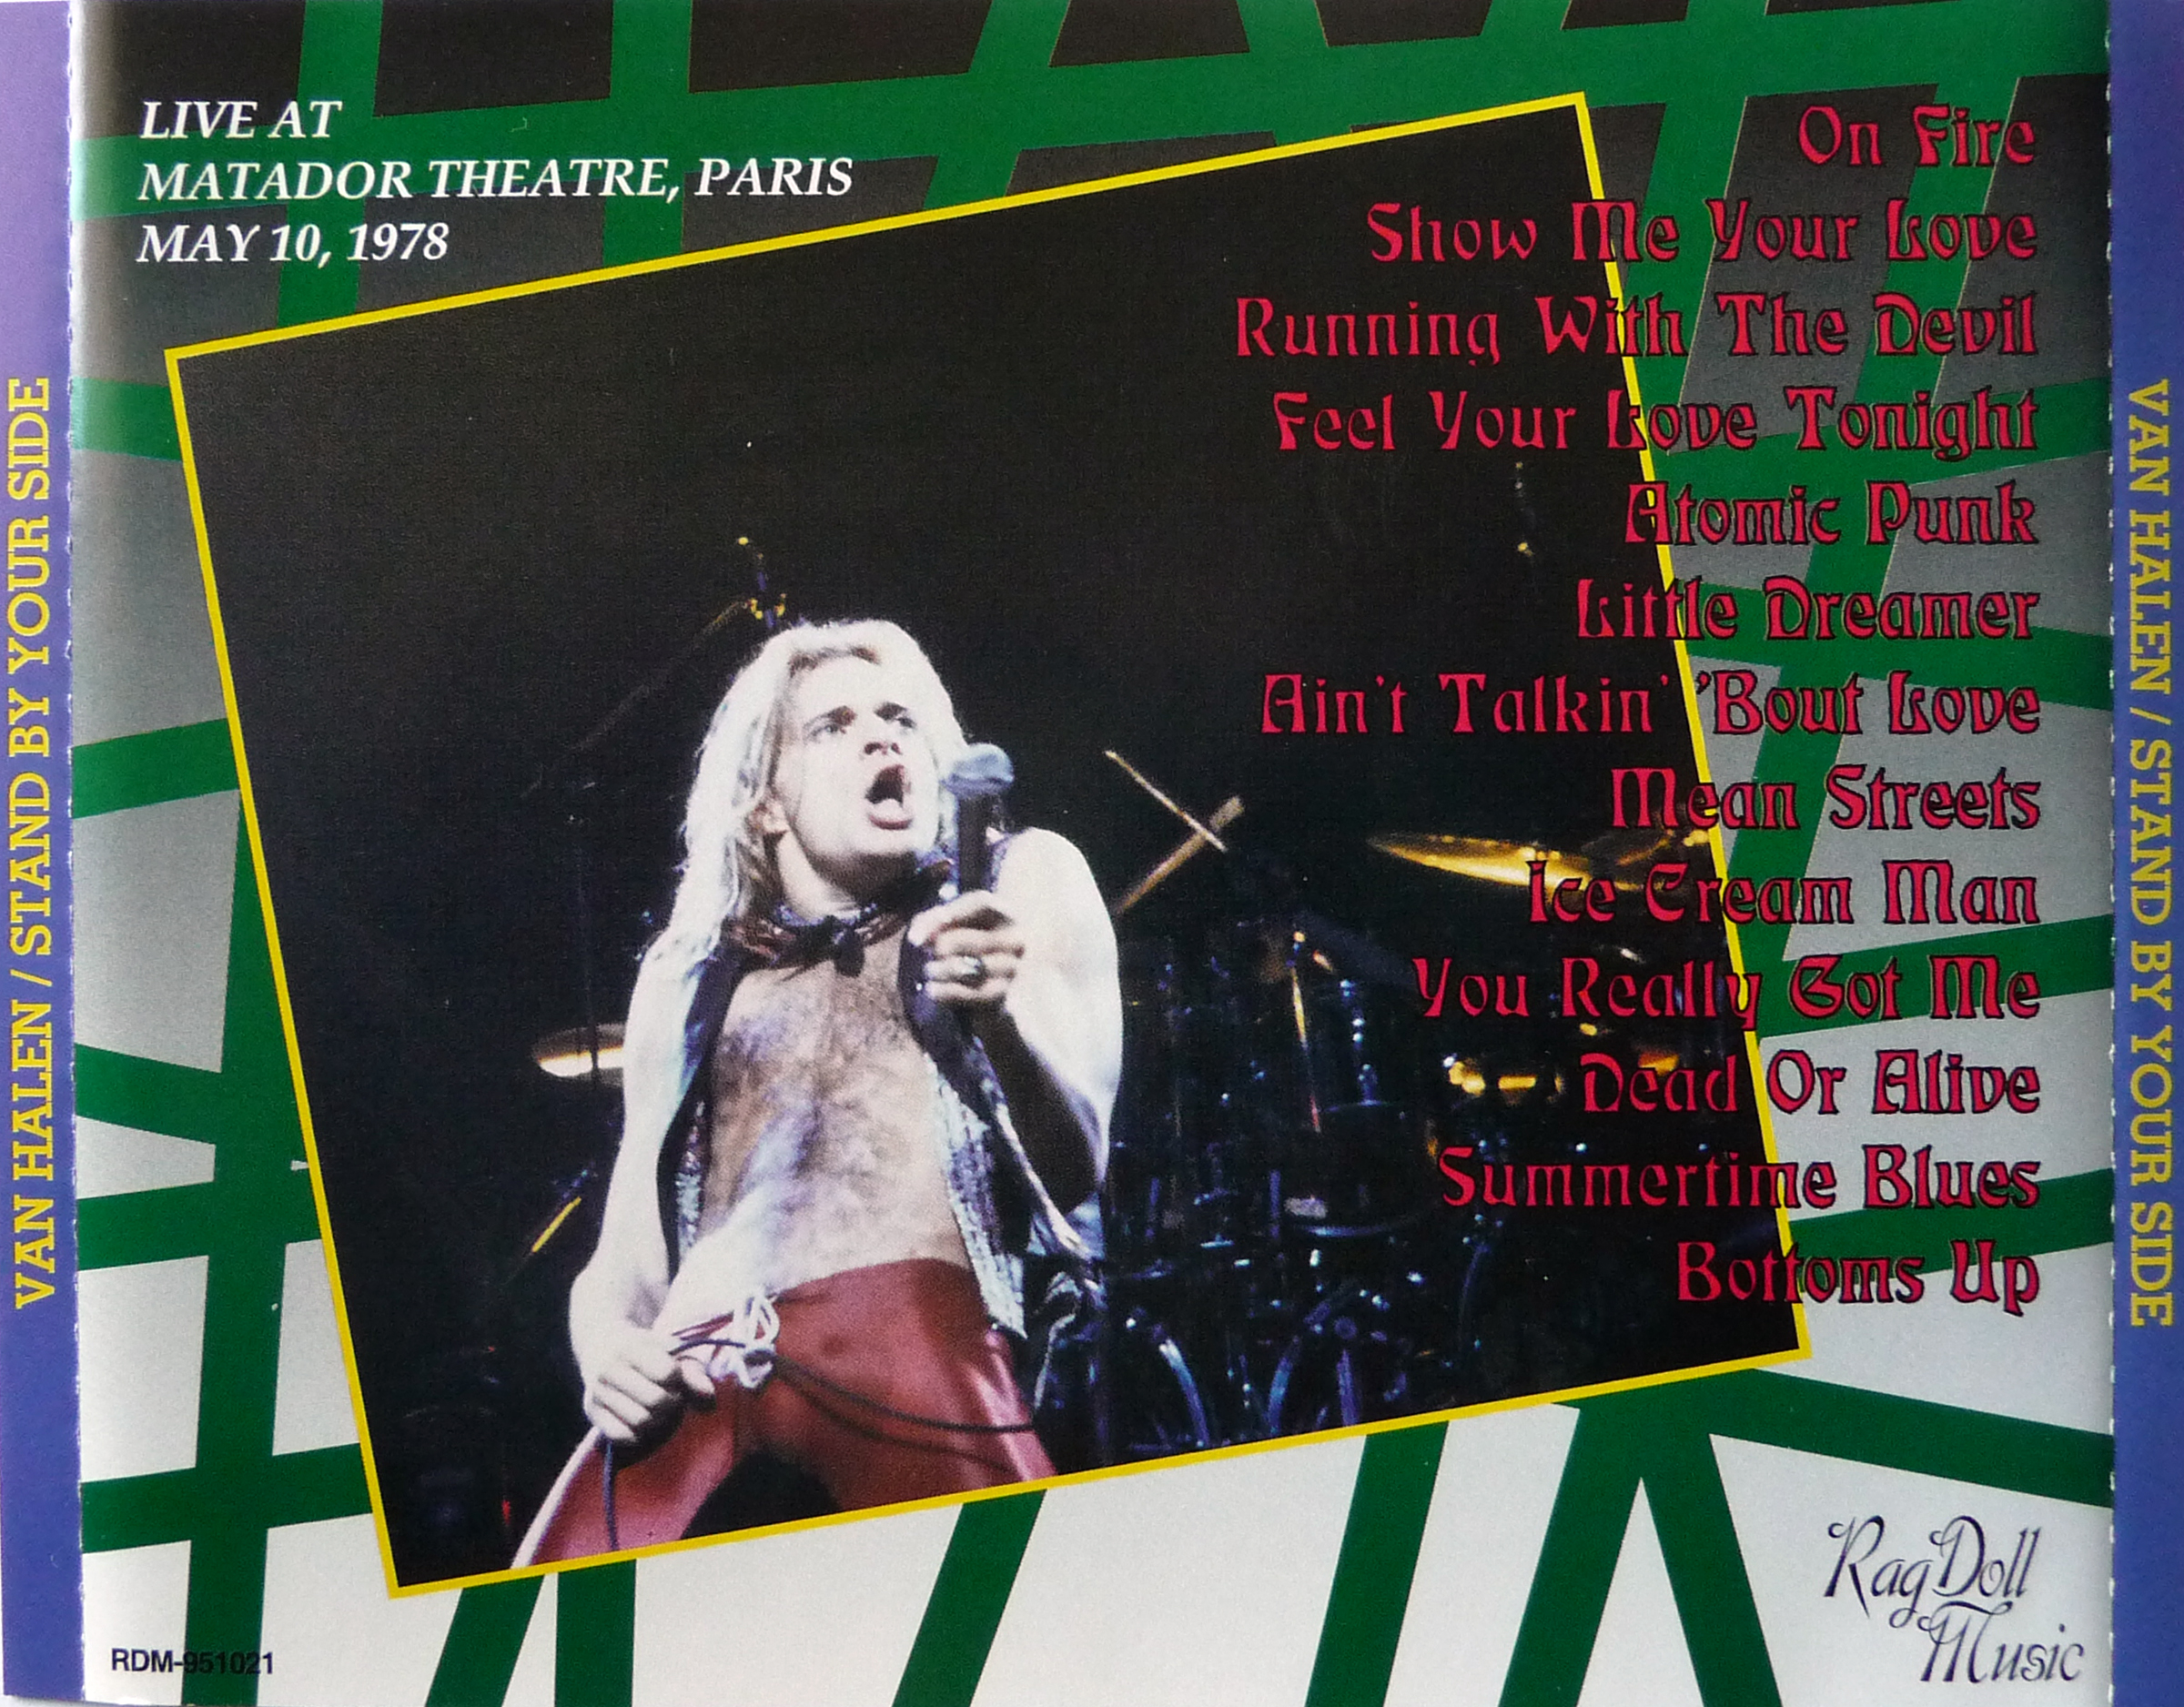 LIVE AT
MATADOR THEATRE, PARIS
MAY 10, 1978
On Fire
Show Me Your Love
Running With The Devil
Feel Your Love Tonight
Atomic Punk
Little Dreamer
Ain't Talkin' 'Bout Love
Mean Streets
Ice Cream Man
You Really Got Me
Dead Or Alive
Summertime Blues
Bottoms Up
VAN HALEN / STAND BY YOUR SIDE
VAN HALEN / STAND BY YOUR SIDE
RagDoll
Music
RDM-951021